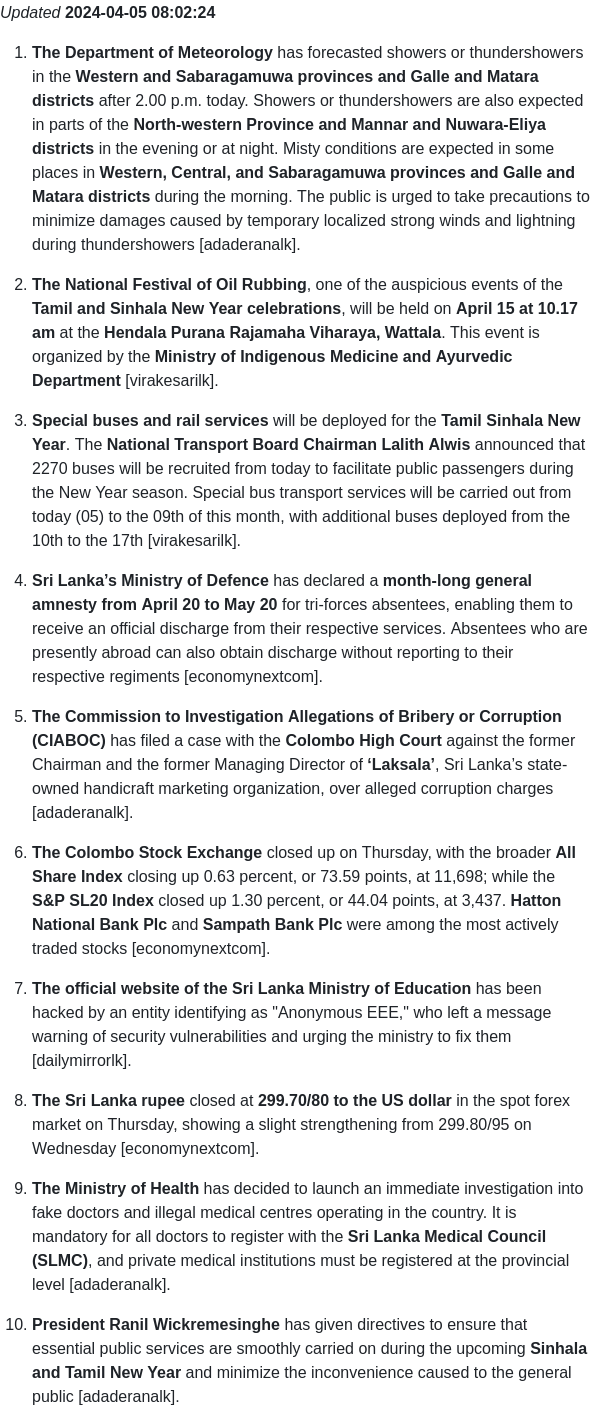 Updated 2024-04-05 08:02:24
1. The Department of Meteorology has forecasted showers or thundershowers
in the Western and Sabaragamuwa provinces and Galle and Matara
districts after 2.00 p.m. today. Showers or thundershowers are also expected
in parts of the North-western Province and Mannar and Nuwara-Eliya
districts in the evening or at night. Misty conditions are expected in some
places in Western, Central, and Sabaragamuwa provinces and Galle and
Matara districts during the morning. The public is urged to take precautions to
minimize damages caused by temporary localized strong winds and lightning
during thundershowers [adaderanalk].
2. The National Festival of Oil Rubbing, one of the auspicious events of the
Tamil and Sinhala New Year celebrations, will be held on April 15 at 10.17
am at the Hendala Purana Rajamaha Viharaya, Wattala. This event is
organized by the Ministry of Indigenous Medicine and Ayurvedic
Department [virakesarilk].
3. Special buses and rail services will be deployed for the Tamil Sinhala New
Year. The National Transport Board Chairman Lalith Alwis announced that
2270 buses will be recruited from today to facilitate public passengers during
the New Year season. Special bus transport services will be carried out from
today (05) to the 09th of this month, with additional buses deployed from the
10th to the 17th [virakesarilk].
4. Sri Lanka’s Ministry of Defence has declared a month-long general
amnesty from April 20 to May 20 for tri-forces absentees, enabling them to
receive an official discharge from their respective services. Absentees who are
presently abroad can also obtain discharge without reporting to their
respective regiments [economynextcom].
5. The Commission to Investigation Allegations of Bribery or Corruption
(CIABOC) has filed a case with the Colombo High Court against the former
Chairman and the former Managing Director of ‘Laksala’, Sri Lanka’s state-
owned handicraft marketing organization, over alleged corruption charges
[adaderanalk].
6. The Colombo Stock Exchange closed up on Thursday, with the broader All
Share Index closing up 0.63 percent, or 73.59 points, at 11,698; while the
S&P SL20 Index closed up 1.30 percent, or 44.04 points, at 3,437. Hatton
National Bank Plc and Sampath Bank Plc were among the most actively
traded stocks [economynextcom].
7. The official website of the Sri Lanka Ministry of Education has been
hacked by an entity identifying as "Anonymous EEE," who left a message
warning of security vulnerabilities and urging the ministry to fix them
[dailymirrorlk].
8. The Sri Lanka rupee closed at 299.70/80 to the US dollar in the spot forex
market on Thursday, showing a slight strengthening from 299.80/95 on
Wednesday [economynextcom].
9. The Ministry of Health has decided to launch an immediate investigation into
fake doctors and illegal medical centres operating in the country. It is
mandatory for all doctors to register with the Sri Lanka Medical Council
(SLMC), and private medical institutions must be registered at the provincial
level [adaderanalk].
10. President Ranil Wickremesinghe has given directives to ensure that
essential public services are smoothly carried on during the upcoming Sinhala
and Tamil New Year and minimize the inconvenience caused to the general
public [adaderanalk].